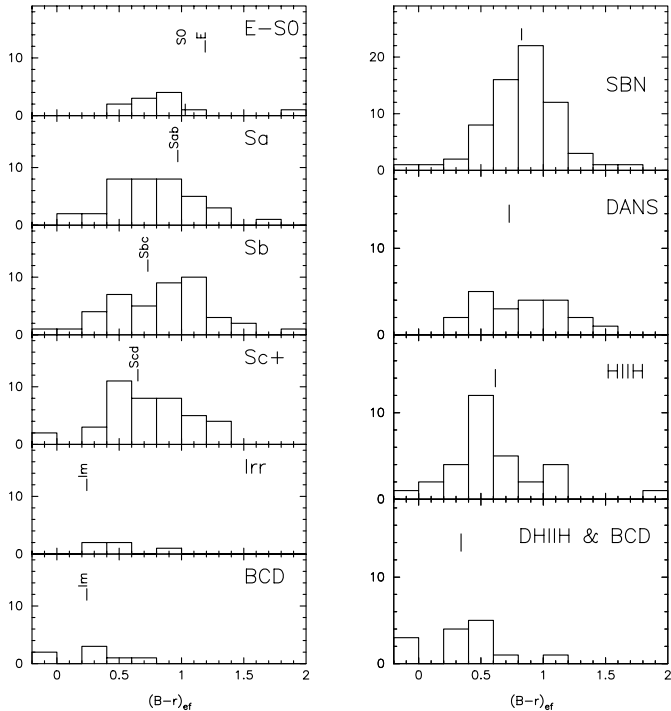 E-S0
S0
E
10
0
Sa
Sab
10
0
Sb
Sbc
10
0
Sc+
Scd
10
0
Irr
Im
10
0
BCD
Im
10
0
0 0.5 1 1.5 2
(B-r)ef
SBN
20
10
0
DANS
10
0
HIIH
10
0
DHIIH & BCD
10
0
0 0.5 1 1.5 2
(B-r)ef